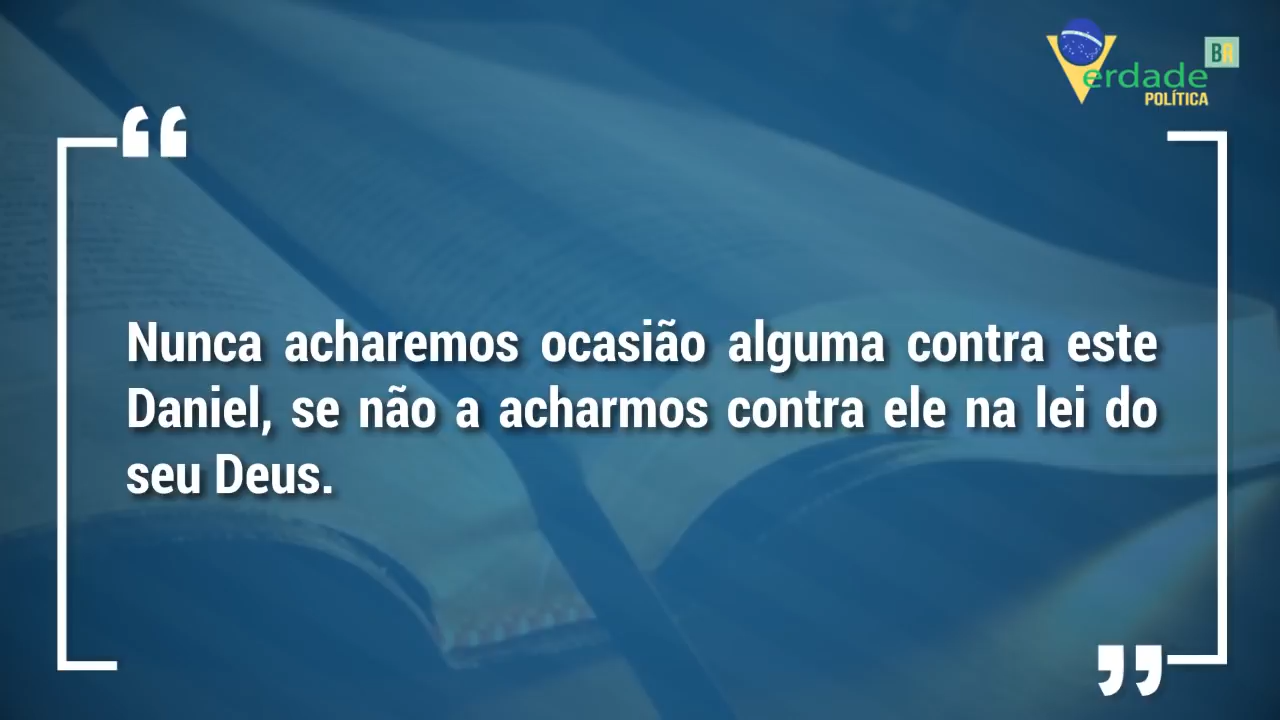 BA
Verdade
POLÍTICA
“
Nunca acharemos ocasião alguma contra este
Daniel, se não a acharmos contra ele na lei do
seu Deus.
”